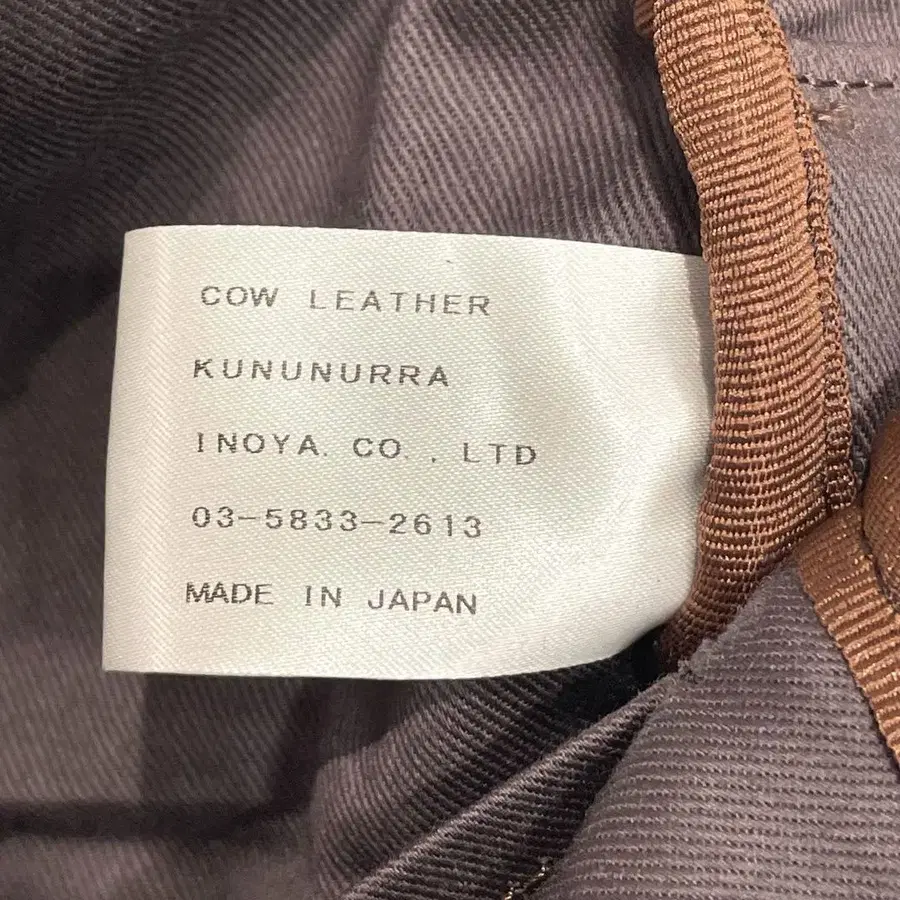 COW LEATHER
KUNUNURRA
INOYA. CO. , LTD
03-5833-2613
MADE IN JAPAN